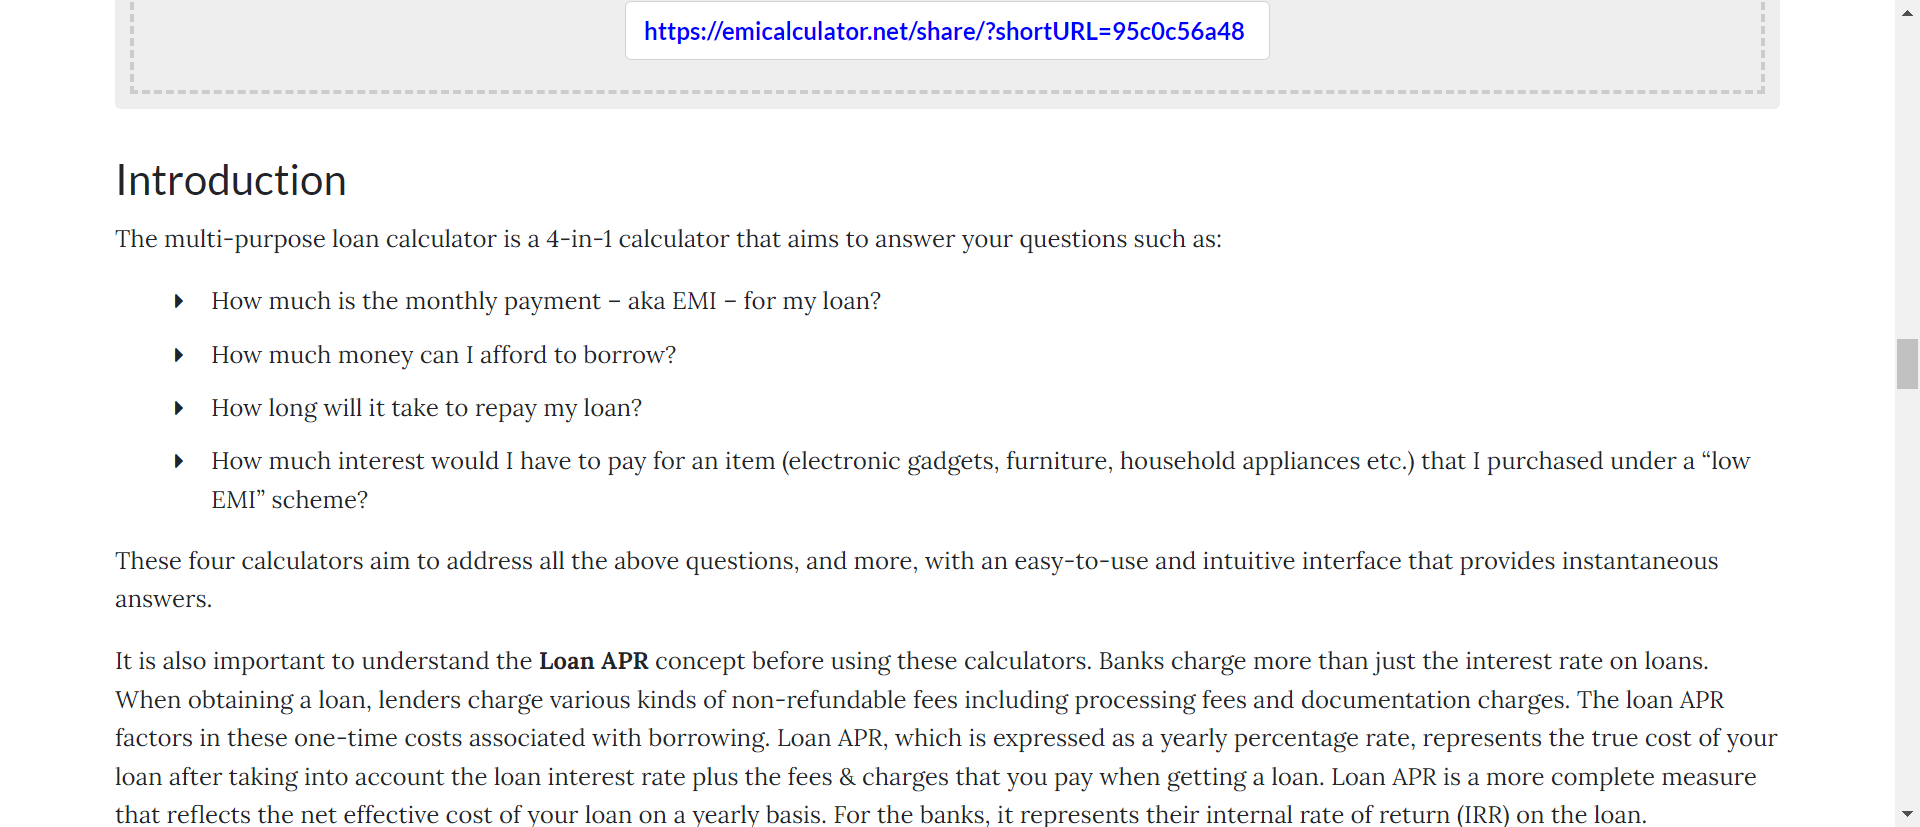 https://emicalculator.net/share/?shortURL=95c0c56a48
Introduction
The multi-purpose loan calculator is a 4-in-1 calculator that aims to answer your questions such as:
How much is the monthly payment – aka EMI – for my loan?
How much money can I afford to borrow?
How long will it take to repay my loan?
How much interest would I have to pay for an item (electronic gadgets, furniture, household appliances etc.) that I purchased under a “low
EMI” scheme?
These four calculators aim to address all the above questions, and more, with an easy-to-use and intuitive interface that provides instantaneous
answers.
It is also important to understand the Loan APR concept before using these calculators. Banks charge more than just the interest rate on loans.
When obtaining a loan, lenders charge various kinds of non-refundable fees including processing fees and documentation charges. The loan APR
factors in these one-time costs associated with borrowing. Loan APR, which is expressed as a yearly percentage rate, represents the true cost of your
loan after taking into account the loan interest rate plus the fees & charges that you pay when getting a loan. Loan APR is a more complete measure
that reflects the net effective cost of your loan on a yearly basis. For the banks, it represents their internal rate of return (IRR) on the loan.